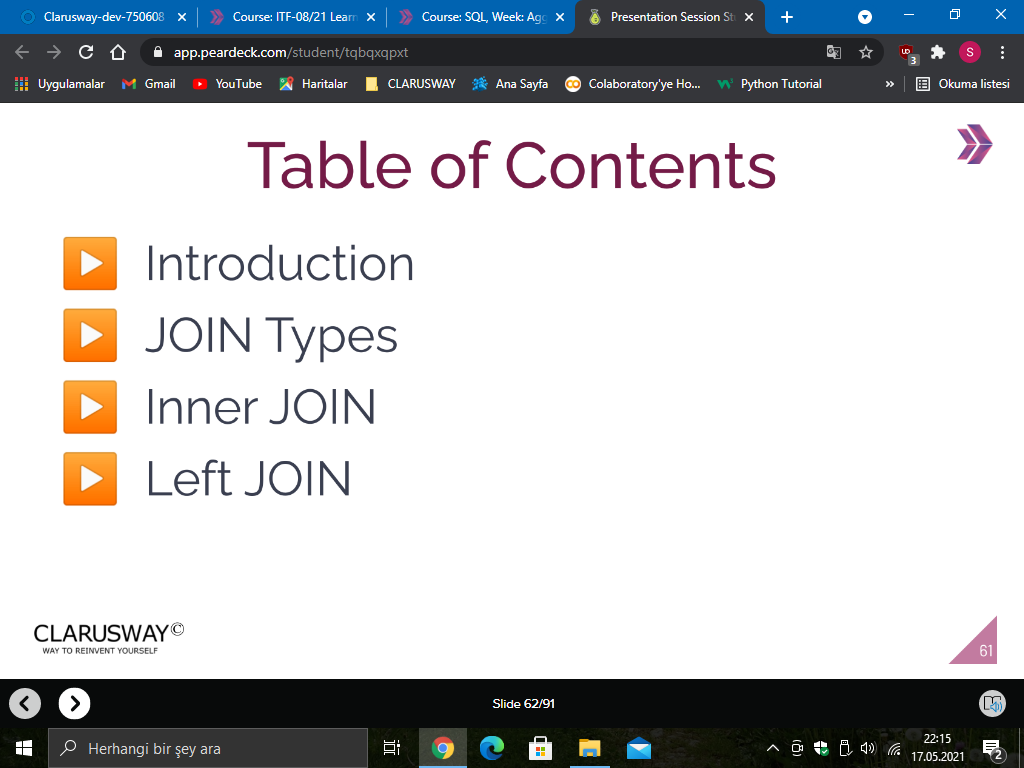 Clarusway-dev-750608
Course: ITF-08/21 Learn
Course: SQL, Week: Agg
Presentation Session St
app.peardeck.com/student/tqbqxqpxt
3
S
Uygulamalar
Gmail
YouTube
Haritalar
CLARUSWAY
Ana Sayfa
Colaboratory'ye Ho...
Python Tutorial
»
Okuma listesi
Table of Contents
Introduction
JOIN Types
Inner JOIN
Left JOIN
CLARUSWAY©
WAY TO REINVENT YOURSELF
61
Slide 62/91
Herhangi bir şey ara
22:15
17.05.2021
2